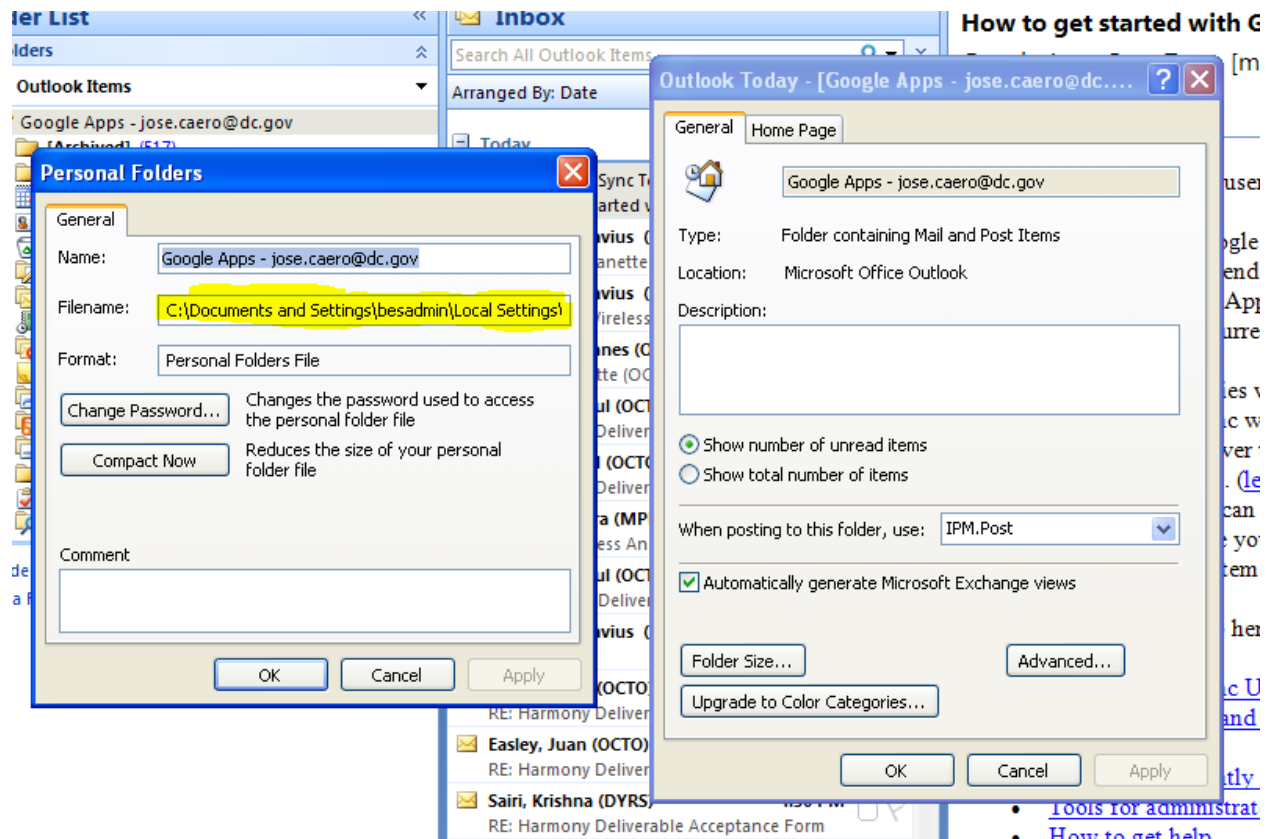 der List
Inbox
Search All Outlook Items
Arranged By: Date
Outlook Items
Google Apps - jose.caero@dc.gov
[Archived] (517)
Today
Personal Folders
General
Name:
Google Apps - jose.caero@dc.gov
Filename:
C:\Documents and Settings\besadmin\Local Settings\
Format:
Personal Folders File
Change Password...
Changes the password used to access
the personal folder file
Compact Now
Reduces the size of your personal
folder file
Comment
OK
Cancel
Apply
RE: Harmony Deliver
Easley, Juan (OCTO)
RE: Harmony Deliver
Sairi, Krishna (DYRS)
RE: Harmony Deliverable Acceptance Form
How to get started with G
Outlook Today - [Google Apps - jose.caero@dc....
General
Home Page
Google Apps - jose.caero@dc.gov
Type:
Folder containing Mail and Post Items
Location:
Microsoft Office Outlook
Description:
Show number of unread items
Show total number of items
When posting to this folder, use:
IPM.Post
Automatically generate Microsoft Exchange views
Folder Size...
Advanced...
Upgrade to Color Categories...
OK
Cancel
Apply
Tools for administrat
How to get help